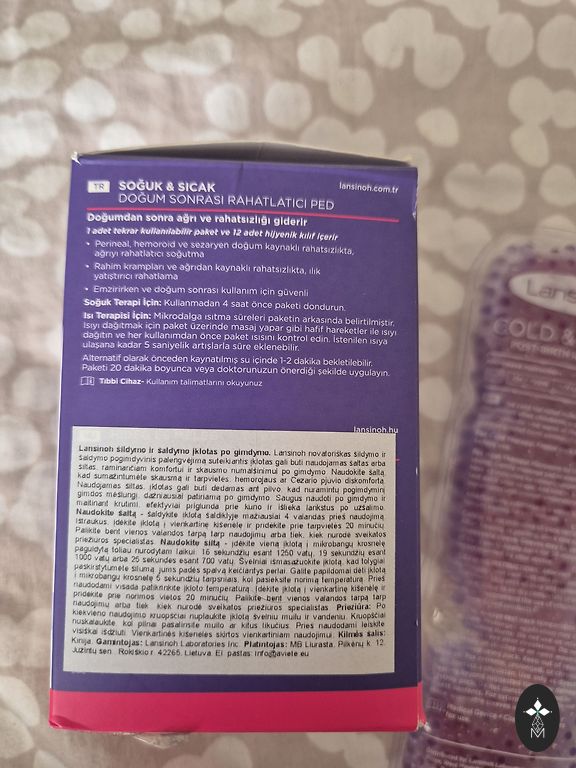 TR SOĞUK & SICAK lansinoh.com.tr
DOĞUM SONRASI RAHATLATICI PED
Doğumdan sonra ağrı ve rahatsızlığı giderir
1 adet tekrar kullanılabilir paket ve 12 adet hijyenik kılıf içerir
• Perineal, hemoroid ve sezaryen doğum kaynaklı rahatsızlıkta,
ağrıyı rahatlatıcı soğutma
• Rahim krampları ve ağrıdan kaynaklı rahatsızlıkta, ılık
yatıştırıcı rahatlama
• Emzirirken ve doğum sonrası kullanım için güvenli
Soğuk Terapi İçin: Kullanmadan 4 saat önce paketi dondurun.
Isı Terapisi İçin: Mikrodalga ısıtma süreleri paketin arkasında belirtilmiştir.
Isıyı dağıtmak için paket üzerinde masaj yapar gibi hafif hareketler ile ısıyı
dağıtın ve her kullanımdan önce paket ısısını kontrol edin. İstenilen ısıya
ulaşana kadar 5 saniyelik artışlarla süre eklenebilir.
Alternatif olarak önceden kaynatılmış su içinde 1-2 dakika bekletilebilir.
Paketi 20 dakika boyunca veya doktorunuzun önerdiği şekilde uygulayın.
Tıbbi Cihaz- Kullanım talimatlarını okuyunuz
lansinoh.hu
Lansinoh šildymo ir šaldymo įklotas po gimdymo. Lansinoh novatoriškas šildymo ir
šaldymo pogimdyvinis palengvėjimą suteikiantis įklotas gali būti naudojamas šaltas arba
šiltas, raminančiam komfortui ir skausmo numalšinimui po gimdymo. Naudokite šaltą,
kad sumažintumėte skausmą ir tarpvietės, hemorojaus ar Cezario pjūvio diskomfortą.
Naudojamas šiltas, įklotas gali būti dedamas ant pilvo, kad nuramintų pogimdyminį
gimdos mėšlungį, dažniausiai patiriamą po gimdymo. Saugus naudoti po gimdymo ir
maitinant krūtimi, efektyviai priglunda prie kūno ir išlieka lankstus po užšalimo.
Naudokite šaltą - šaldykite įklotą šaldiklyje mažiausiai 4 valandas prieš naudojimą.
Ištraukus, įdėkite įklotą į vienkartinę kišenėlę ir pridėkite prie tarpvietės 20 minučių.
Palikite bent vienos valandos tarpą tarp naudojimų arba tiek, kiek nurodė sveikatos
priežiūros specialistas. Naudokite šiltą - įdėkite vieną įklotą į mikrobangų krosnelę
paguldytą toliau nurodytam laikui: 16 sekundžių esant 1250 vatų, 19 sekundžių esant
1000 vatų arba 25 sekundes esant 700 vatų. Švelniai išmasažuokite įklotą, kad tolygiai
paskirstytumėte šilumą jums padės spalvą keičiantys perlai. Galite papildomai dėti įklotą
į mikrobangų krosnelę 5 sekundžių tarpsniais, kol pasieksite norimą temperatūrą. Prieš
naudodami visada patikrinkite įkloto temperatūrą. Įdėkite įklotą į vienkartinę kišenėlę ir
pridėkite prie norimos vietos 20 minučių. Palikite bent vienos valandos tarpą tarp
naudojimų arba tiek kiek nurodė sveikatos priežiūros specialistas. Priežiūra: Po
kiekvieno naudojimo kruopščiai nuplaukite įklotą švelniu muilu ir vandeniu. Kruopščiai
nuskalaukite, kol pilnai pašalinsite muilo ar kitus likučius. Prieš naudodami leiskite
visiškai išdžiūti. Vienkartinės kišenėlės skirtos vienkartiniam naudojimui. Kilmės šalis:
Kinija. Gamintojas: Lansinoh Laboratories Inc. Platintojas: MB Liurasta. Pilkėnų k. 12,
Juzintų sen. Rokiškio r. 42265, Lietuva. El. paštas: info@aviete.eu
Lans
COLD &
M